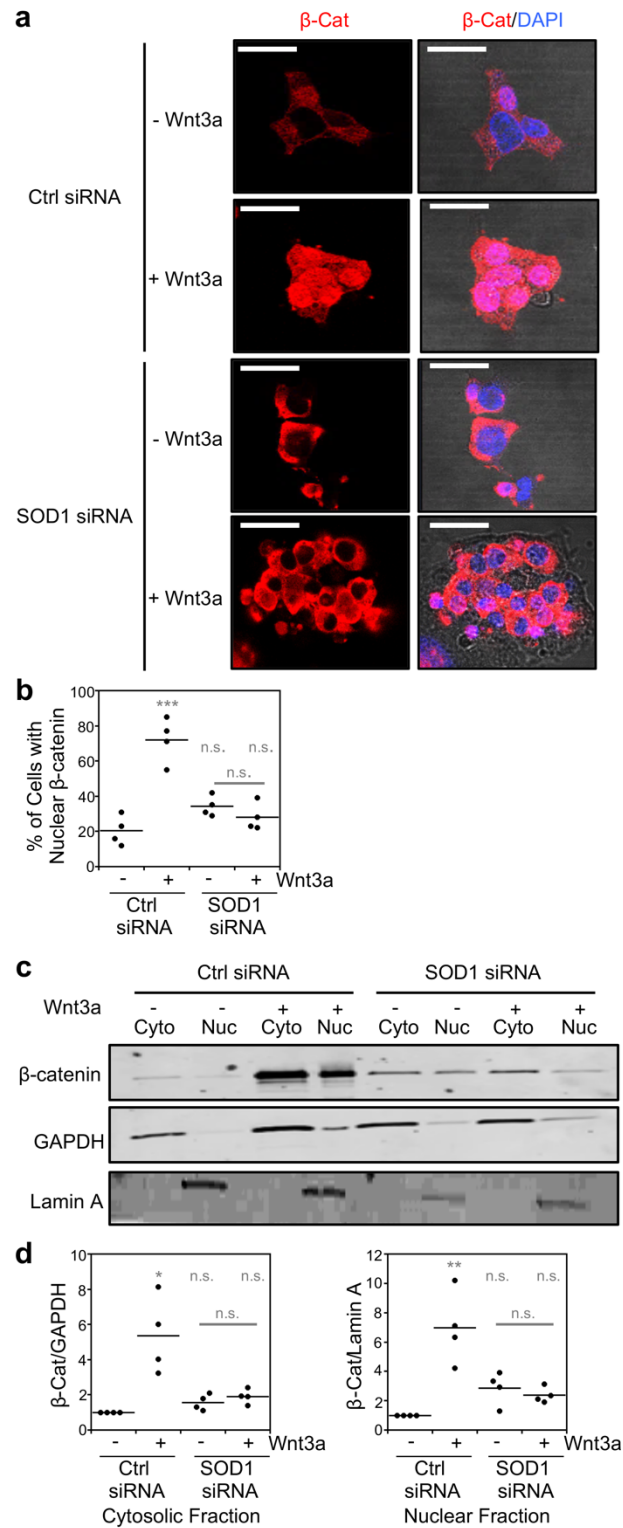 a
β-Cat β-Cat/DAPI
- Wnt3a
Ctrl siRNA
+ Wnt3a
- Wnt3a
SOD1 siRNA
+ Wnt3a
b
% of Cells with
Nuclear β-catenin
100
80
60
40
20
0
***
n.s. n.s.
n.s.
- + - + Wnt3a
Ctrl siRNA
SOD1 siRNA
c
Ctrl siRNA SOD1 siRNA
Wnt3a - - + + - - + +
Cyto Nuc Cyto Nuc Cyto Nuc Cyto Nuc
β-catenin
GAPDH
Lamin A
d
β-Cat/GAPDH
10
8
6
4
2
0
*
n.s. n.s.
n.s.
- + - + Wnt3a
Ctrl siRNA
SOD1 siRNA
Cytosolic Fraction
β-Cat/Lamin A
12
10
8
6
4
2
0
**
n.s. n.s.
n.s.
- + - + Wnt3a
Ctrl siRNA
SOD1 siRNA
Nuclear Fraction